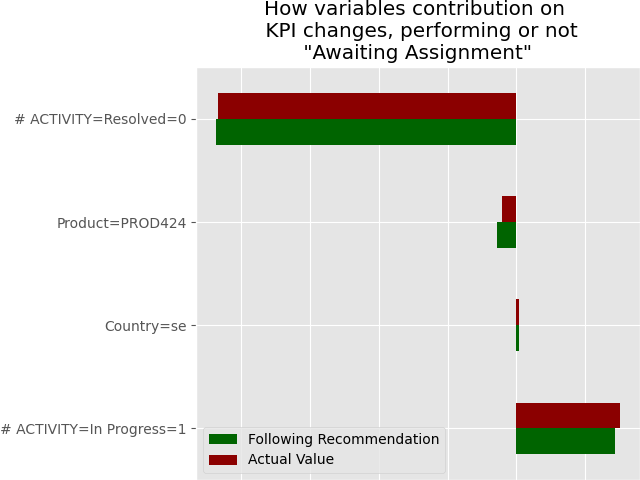 How variables contribution on
KPI changes, performing or not
"Awaiting Assignment"
# ACTIVITY=Resolved=0
Product=PROD424
Country=se
# ACTIVITY=In Progress=1
Following Recommendation
Actual Value